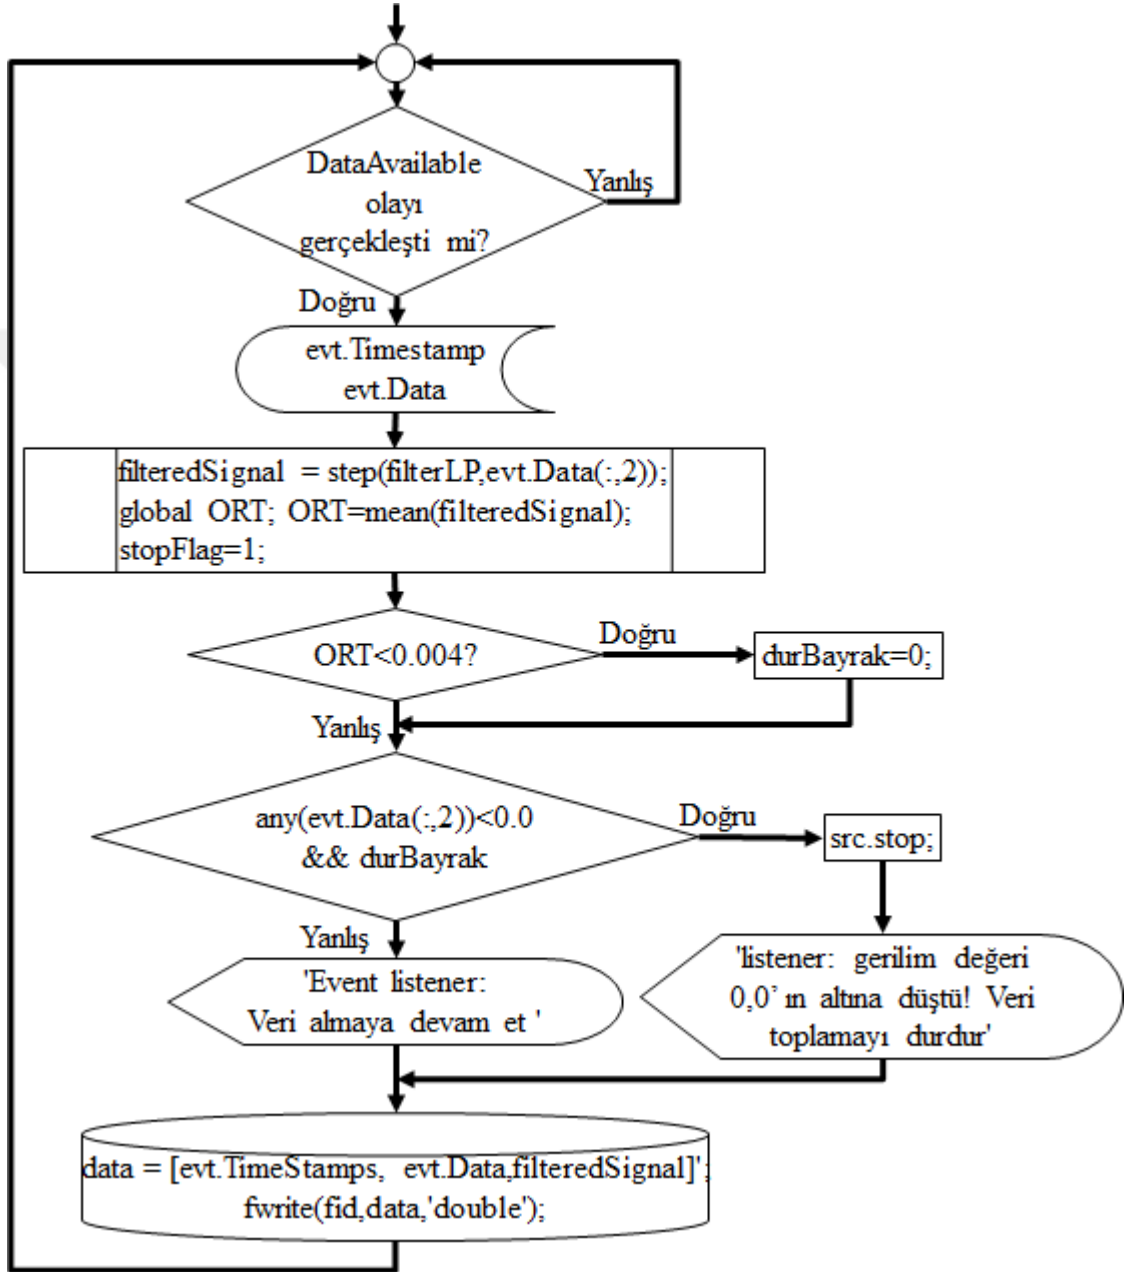 DataAvailable
olayı
gerçekleşti mi?
Yanlış
Doğru
evt.Timestamp
evt.Data
filteredSignal = step(filterLP,evt.Data(:,2));
global ORT; ORT=mean(filteredSignal);
stopFlag=1;
ORT<0.004?
Doğru
durBayrak=0;
Yanlış
any(evt.Data(:,2))<0.0
&& durBayrak
Doğru
src.stop;
Yanlış
'Event listener:
Veri almaya devam et '
'listener: gerilim değeri
0,0’ ın altına düştü! Veri
toplamayı durdur'
data = [evt.TimeStamps, evt.Data,filteredSignal]';
fwrite(fid,data,'double');